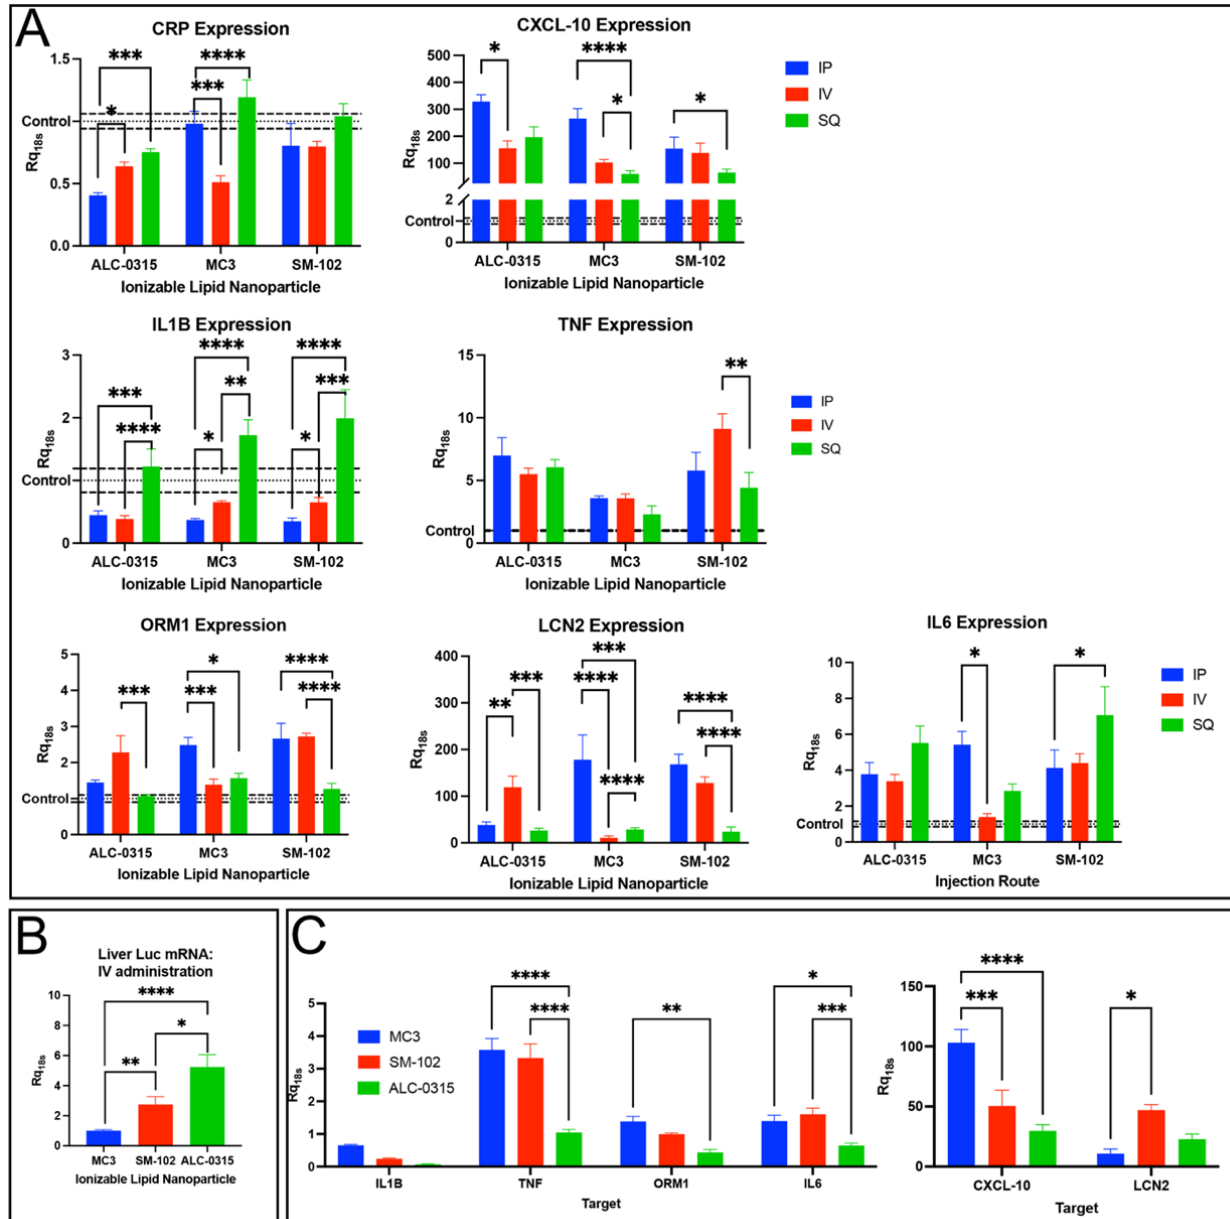 A
CRP Expression
Rq18s
1.5
Control
0.5
0.0
***
*
****
***
ALC-0315 MC3 SM-102
Ionizable Lipid Nanoparticle
CXCL-10 Expression
Rq18s
500
400
300
200
100
2
Control
0
*
****
*
*
ALC-0315 MC3 SM-102
Ionizable Lipid Nanoparticle
IP
IV
SQ
IL1B Expression
Rq18s
3
2
Control
0
***
****
****
**
*
****
***
*
ALC-0315 MC3 SM-102
Ionizable Lipid Nanoparticle
TNF Expression
Rq18s
15
10
5
Control
0
**
ALC-0315 MC3 SM-102
Ionizable Lipid Nanoparticle
IP
IV
SQ
ORM1 Expression
Rq18s
5
4
3
2
Control
0
***
*
***
****
****
ALC-0315 MC3 SM-102
Ionizable Lipid Nanoparticle
LCN2 Expression
Rq18s
400
300
200
100
0
**
***
***
****
****
****
****
ALC-0315 MC3 SM-102
Ionizable Lipid Nanoparticle
IL6 Expression
Rq18s
10
8
6
4
2
Control
0
*
*
ALC-0315 MC3 SM-102
Injection Route
IP
IV
SQ
B
Liver Luc mRNA:
IV administration
Rq18s
10
8
6
4
2
0
****
*
**
MC3 SM-102 ALC-0315
Ionizable Lipid Nanoparticle
C
Rq18s
5
4
3
2
1
0
MC3
SM-102
ALC-0315
****
****
**
*
***
IL1B TNF ORM1 IL6
Target
Rq18s
150
100
50
0
****
***
*
CXCL-10 LCN2
Target